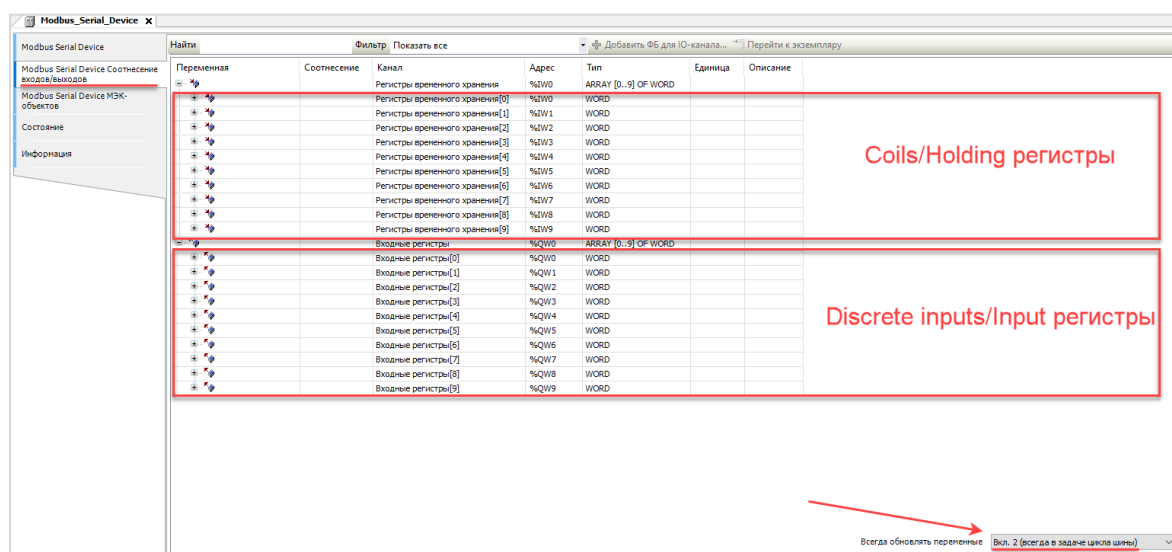 Modbus_Serial_Device x
Modbus Serial Device
Modbus Serial Device Соотнесение
входов/выходов
Modbus Serial Device МЭК-
объектов
Состояние
Информация
Найти Фильтр Показать все Добавить ФБ для IO-канала... Перейти к экземпляру
Переменная Соотнесение Канал Адрес Тип Единица Описание
Регистры временного хранения %IW0 ARRAY [0..9] OF WORD
Регистры временного хранения[0] %IW0 WORD
Регистры временного хранения[1] %IW1 WORD
Регистры временного хранения[2] %IW2 WORD
Регистры временного хранения[3] %IW3 WORD
Регистры временного хранения[4] %IW4 WORD
Регистры временного хранения[5] %IW5 WORD
Регистры временного хранения[6] %IW6 WORD
Регистры временного хранения[7] %IW7 WORD
Регистры временного хранения[8] %IW8 WORD
Регистры временного хранения[9] %IW9 WORD
Coils/Holding регистры
Входные регистры %QW0 ARRAY [0..9] OF WORD
Входные регистры[0] %QW0 WORD
Входные регистры[1] %QW1 WORD
Входные регистры[2] %QW2 WORD
Входные регистры[3] %QW3 WORD
Входные регистры[4] %QW4 WORD
Входные регистры[5] %QW5 WORD
Входные регистры[6] %QW6 WORD
Входные регистры[7] %QW7 WORD
Входные регистры[8] %QW8 WORD
Входные регистры[9] %QW9 WORD
Discrete inputs/Input регистры
Всегда обновлять переменные Вкл. 2 (всегда в задаче цикла шины)